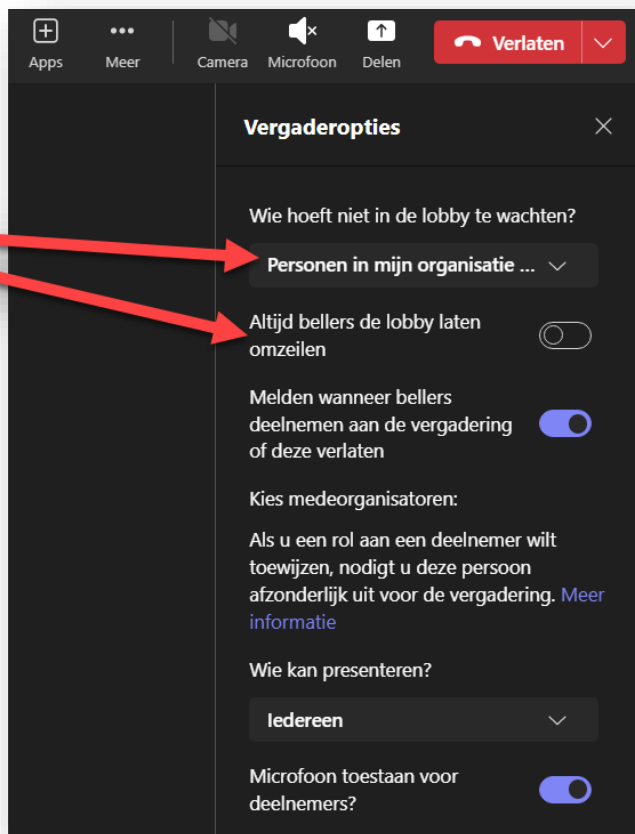 Apps Meer Camera Microfoon Delen Verlaten
Vergaderopties
Wie hoeft niet in de lobby te wachten?
Personen in mijn organisatie ...
Altijd bellers de lobby laten
omzeilen
Melden wanneer bellers
deelnemen aan de vergadering
of deze verlaten
Kies medeorganisatoren:
Als u een rol aan een deelnemer wilt
toewijzen, nodigt u deze persoon
afzonderlijk uit voor de vergadering. Meer
informatie
Wie kan presenteren?
Iedereen
Microfoon toestaan voor
deelnemers?